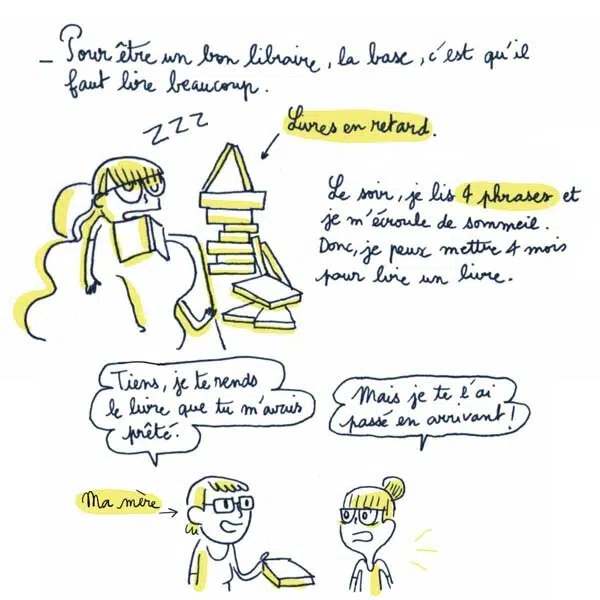 _ Pour être un bon libraire, la base, c'est qu'il
faut lire beaucoup.
ZZZ
Livres en retard.
Le soir, je lis 4 phrases et
je m'écroule de sommeil.
Donc, je peux mettre 4 mois
pour lire un livre.
Tiens, je te rends
le livre que tu m'avais
prêté.
Mais je te l'ai
passé en arrivant !
Ma mère